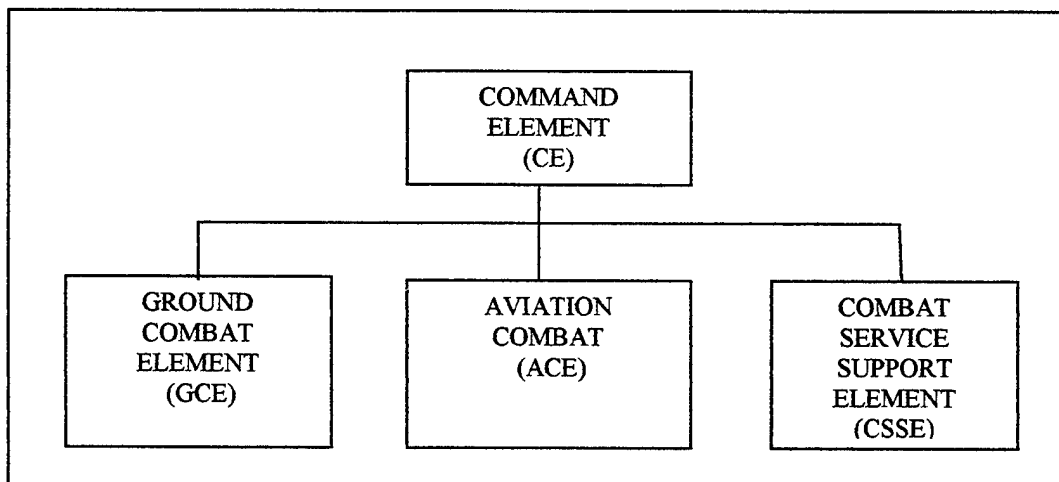 COMMAND
ELEMENT
(CE)
GROUND
COMBAT
ELEMENT
(GCE)
AVIATION
COMBAT
(ACE)
COMBAT
SERVICE
SUPPORT
ELEMENT
(CSSE)